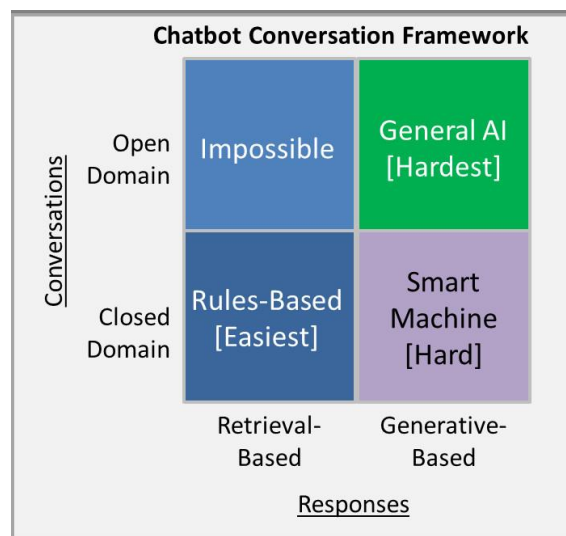 Chatbot Conversation Framework
Conversations
Open
Domain
Impossible
General AI
[Hardest]
Closed
Domain
Rules-Based
[Easiest]
Smart
Machine
[Hard]
Retrieval-
Based
Generative-
Based
Responses